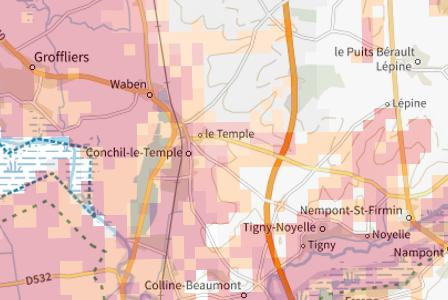 le Puits Bérault
Groffliers
Lépine
Waben
Lépine
le Temple
Conchil-le-Temple
Nempont-St-Firmin
Tigny-Noyelle
Noyelle
Tigny
Nampont
D532
Colline-Beaumont